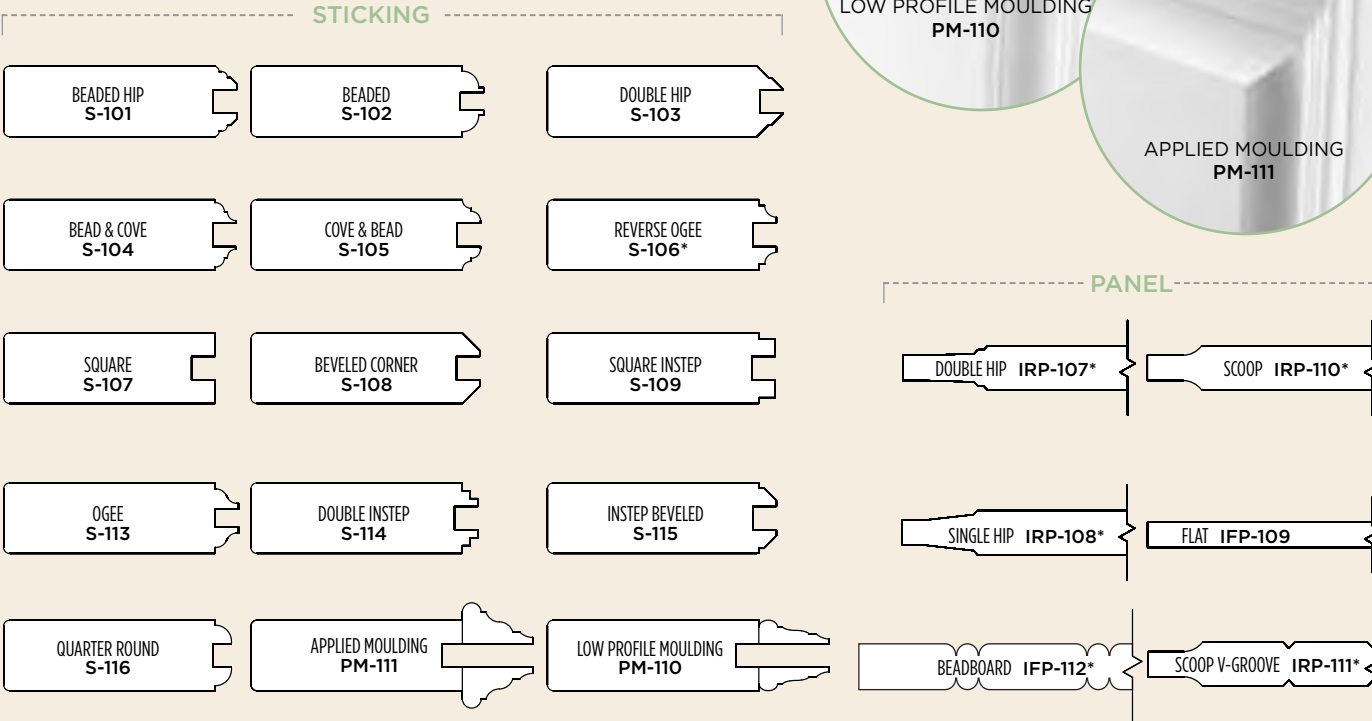 STICKING
BEADED HIP
S-101
BEADED
S-102
DOUBLE HIP
S-103
BEAD & COVE
S-104
COVE & BEAD
S-105
REVERSE OGEE
S-106*
SQUARE
S-107
BEVELED CORNER
S-108
SQUARE INSTEP
S-109
OGEE
S-113
DOUBLE INSTEP
S-114
INSTEP BEVELED
S-115
QUARTER ROUND
S-116
APPLIED MOULDING
PM-111
LOW PROFILE MOULDING
PM-110
LOW PROFILE MOULDING
PM-110
APPLIED MOULDING
PM-111
PANEL
DOUBLE HIP IRP-107*
SCOOP IRP-110*
SINGLE HIP IRP-108*
FLAT IFP-109
BEADBOARD IFP-112*
SCOOP V-GROOVE IRP-111*